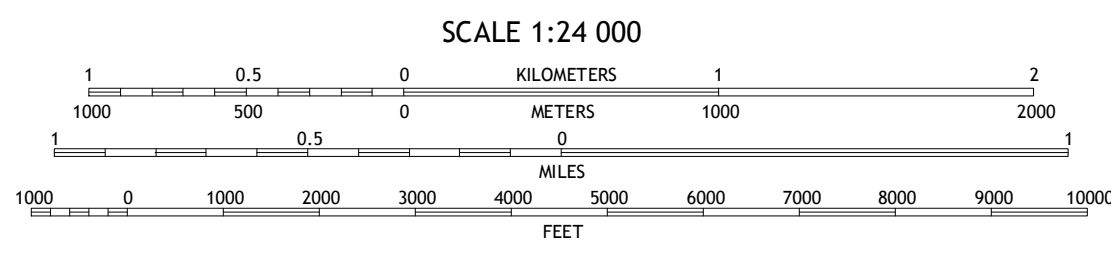 SCALE 1:24 000
1 0.5 0 KILOMETERS 1 2
1000 500 0 METERS 1000 2000
1 0.5 0 1
MILES
1000 0 1000 2000 3000 4000 5000 6000 7000 8000 9000 10000
FEET